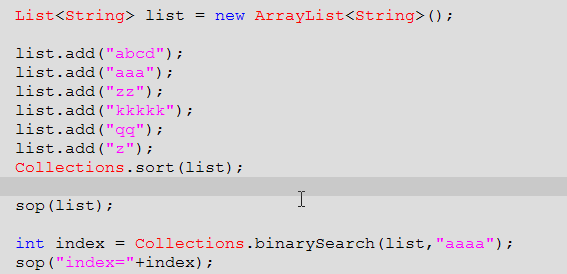 List<String> list = new ArrayList<String>();
list.add("abcd");
list.add("aaa");
list.add("zz");
list.add("kkkkk");
list.add("qq");
list.add("z");
Collections.sort(list);
sop(list);
int index = Collections.binarySearch(list,"aaaa");
sop("index="+index);